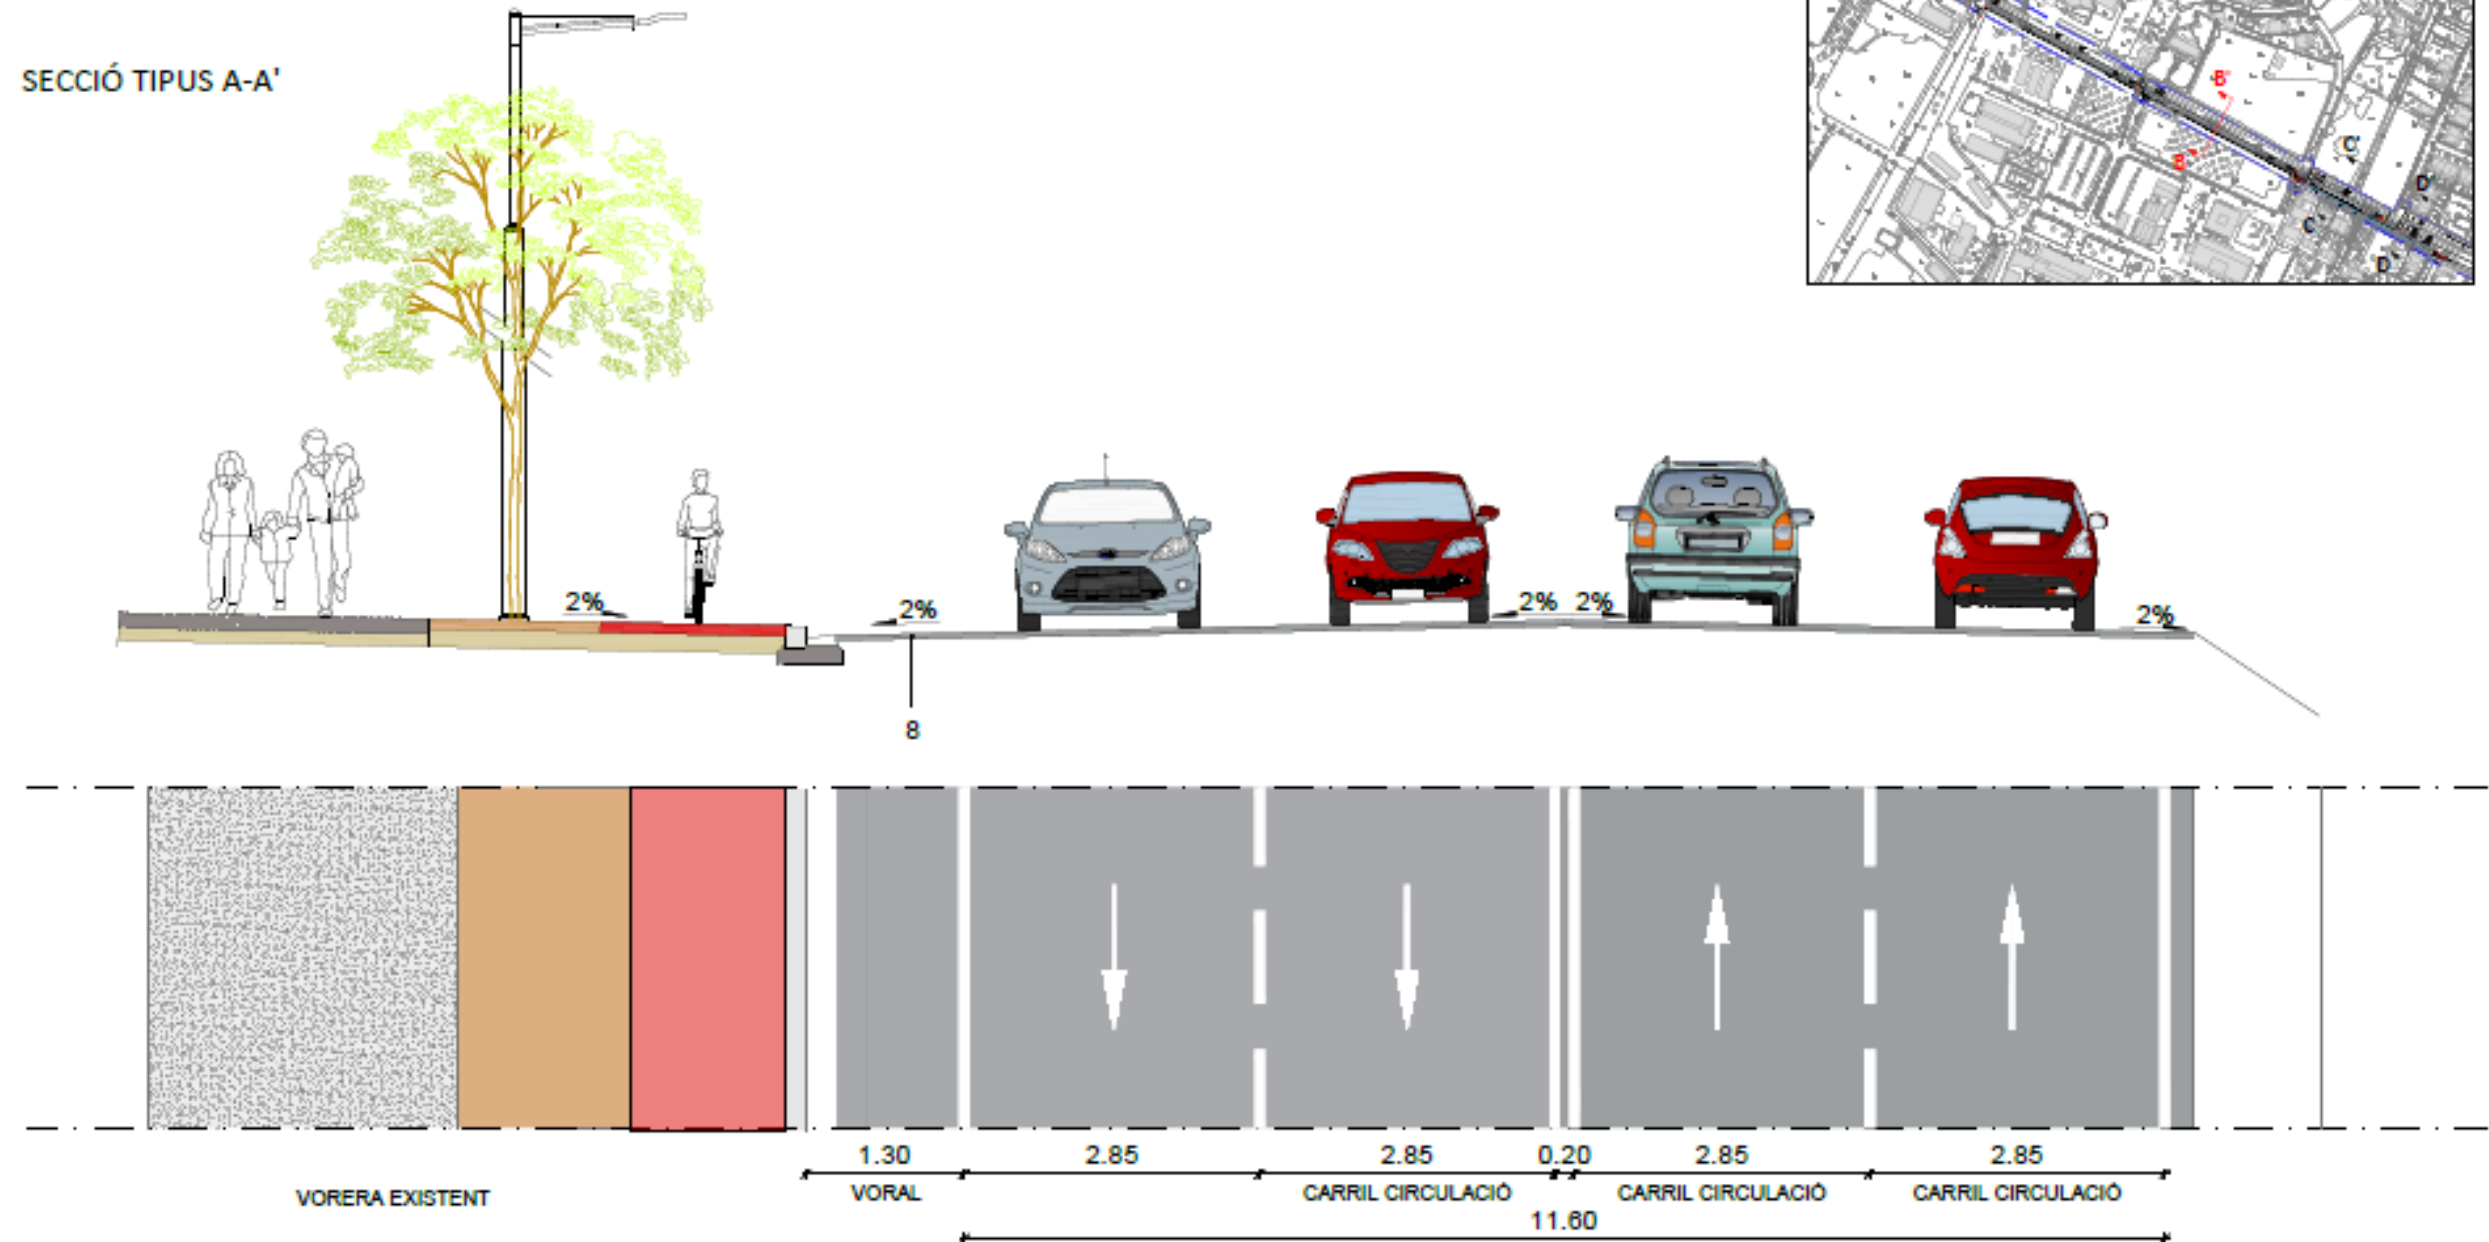 SECCIÓ TIPUS A-A'
B'
B
C'
C'
D'
D'
2%
2%
2% 2%
2%
8
1.30 2.85 2.85 0.20 2.85 2.85
VORERA EXISTENT
VORAL CARRIL CIRCULACIÓ CARRIL CIRCULACIÓ CARRIL CIRCULACIÓ
11.60